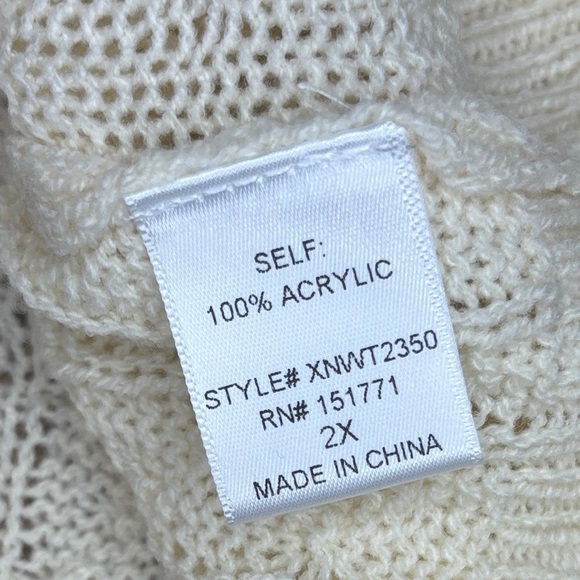 SELF:
100% ACRYLIC
STYLE# XNWT2350
RN# 151771
2X
MADE IN CHINA